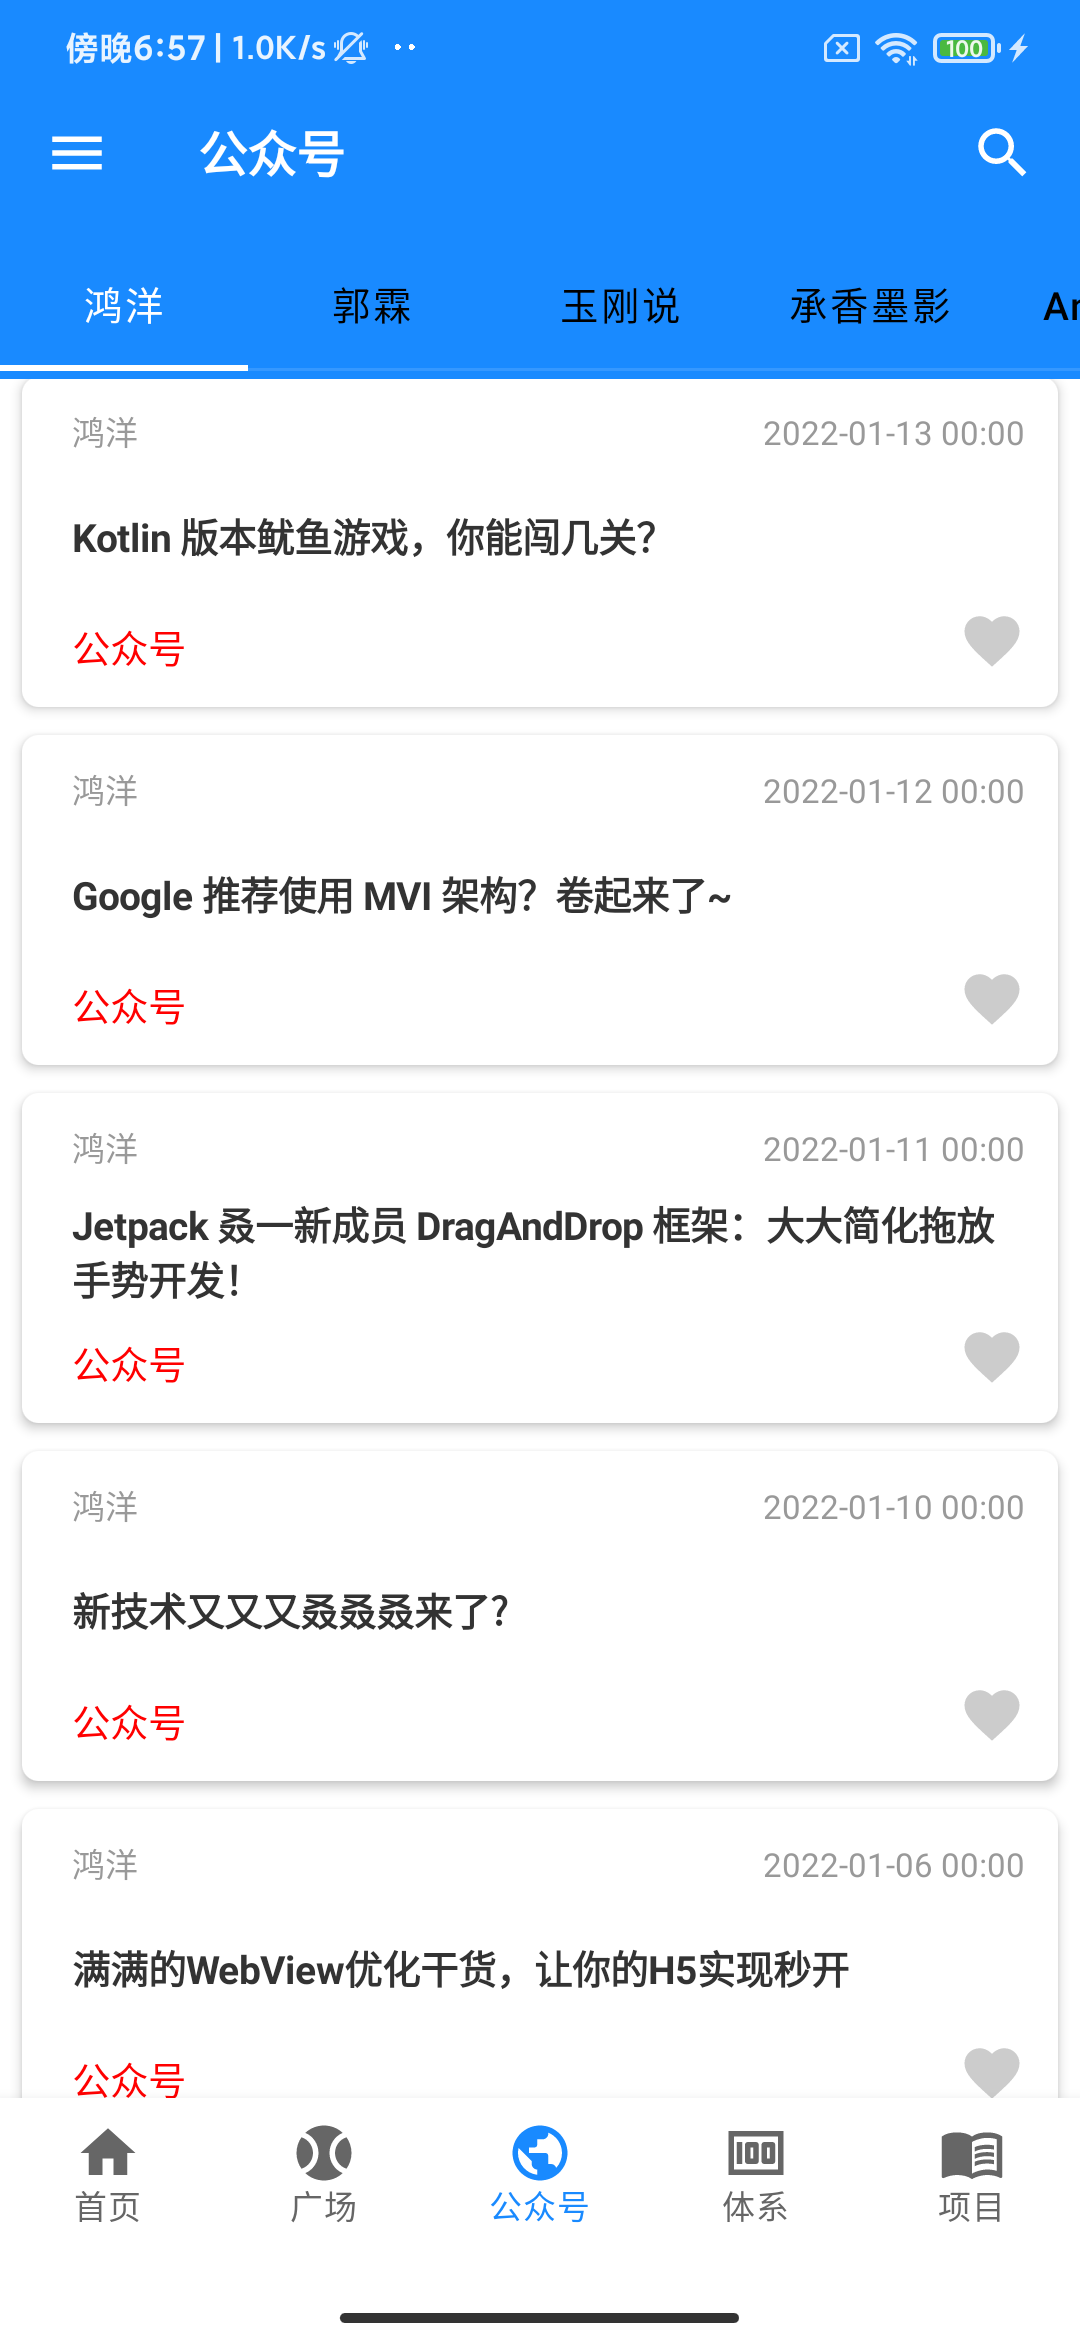 傍晚6:57 | 1.0K/s
100
公众号
鸿洋 郭霖 玉刚说 承香墨影 An
鸿洋 2022-01-13 00:00
Kotlin 版本鱿鱼游戏，你能闯几关？
公众号
鸿洋 2022-01-12 00:00
Google 推荐使用 MVI 架构？卷起来了~
公众号
鸿洋 2022-01-11 00:00
Jetpack 叒一新成员 DragAndDrop 框架：大大简化拖放
手势开发！
公众号
鸿洋 2022-01-10 00:00
新技术又又又叒叒叒来了?
公众号
鸿洋 2022-01-06 00:00
满满的WebView优化干货，让你的H5实现秒开
公众号
首页 广场 公众号 体系 项目